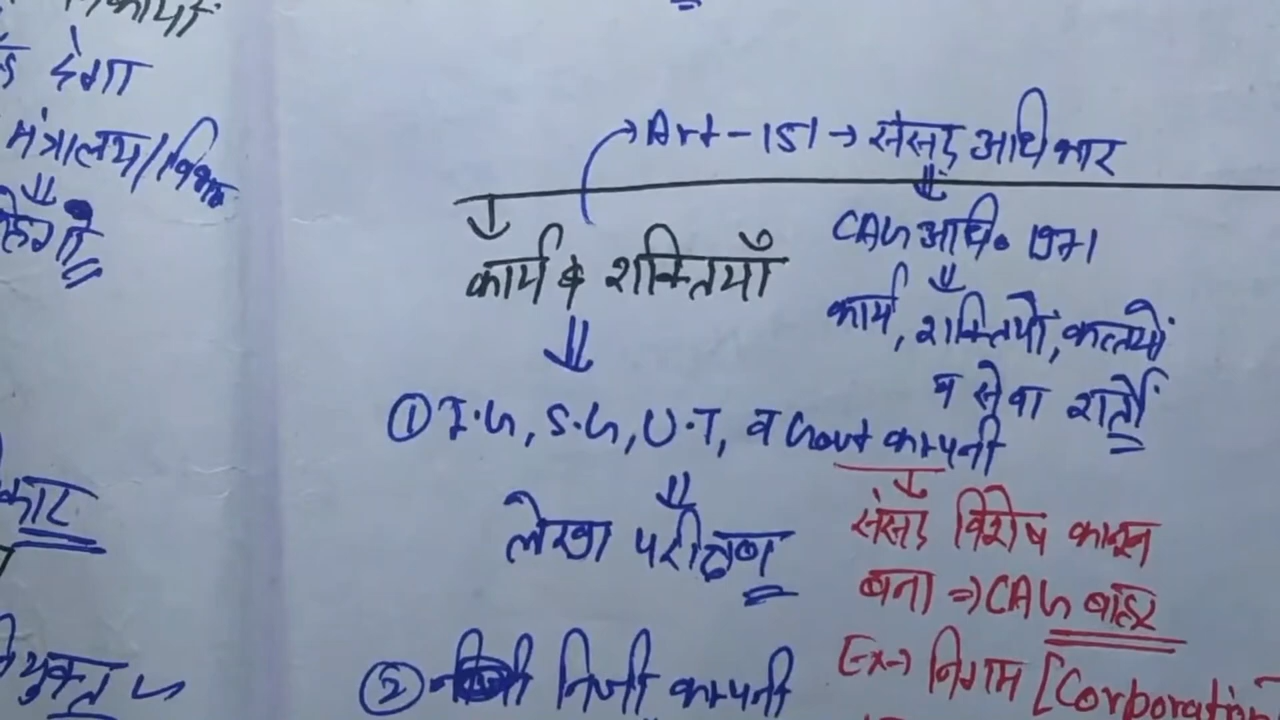 देगा
मंत्रालय/विभाग
लेंगे
Art-151 → संसद अधिकार
CAG अधि. 1971
कार्य व शक्तियाँ
कार्य, शक्तियों, कर्त्तव्यों
व सेवा शर्तों
① I.G, S.G, U.T, व Govt कम्पनी
लेखा परीक्षण
संसद विशेष कानून
बना ⇒ CAG बाहर
② निजी कम्पनी
Ex→ निगम [Corporation